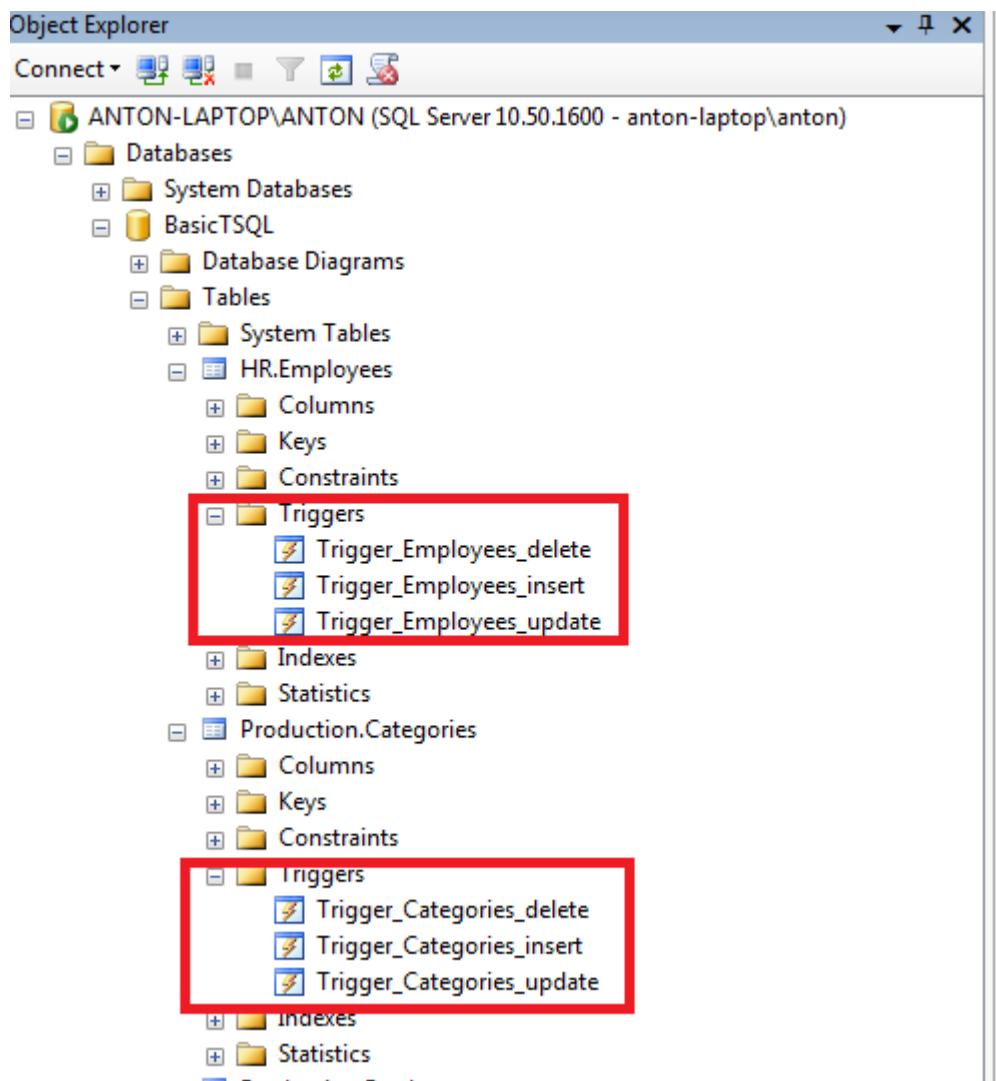 Object Explorer
Connect
ANTON-LAPTOP\ANTON (SQL Server 10.50.1600 - anton-laptop\anton)
Databases
System Databases
BasicTSQL
Database Diagrams
Tables
System Tables
HR.Employees
Columns
Keys
Constraints
Triggers
Trigger_Employees_delete
Trigger_Employees_insert
Trigger_Employees_update
Indexes
Statistics
Production.Categories
Columns
Keys
Constraints
Triggers
Trigger_Categories_delete
Trigger_Categories_insert
Trigger_Categories_update
Indexes
Statistics